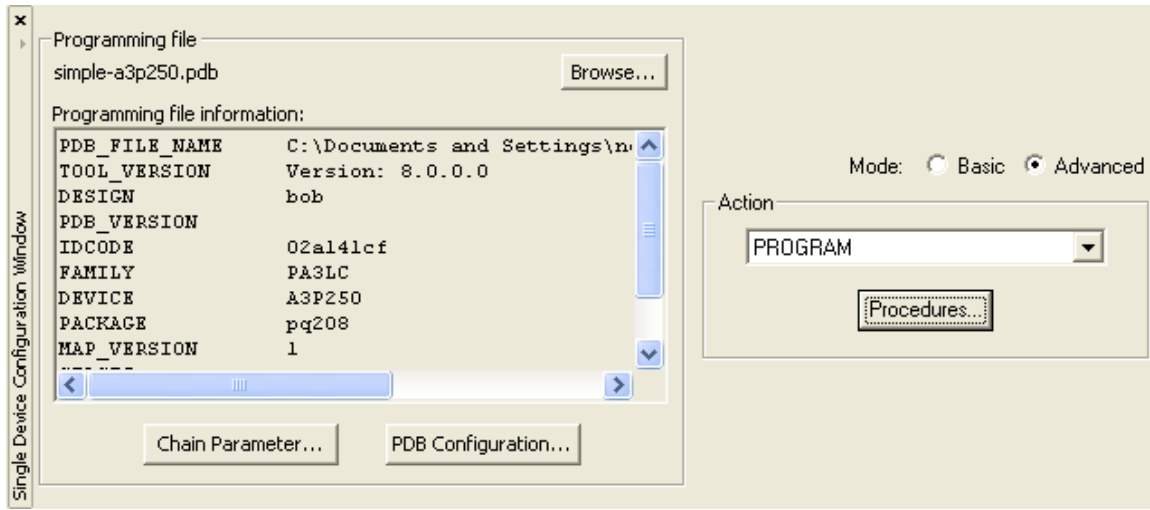 Single Device Configuration Window
Programming file
simple-a3p250.pdb
Browse...
Programming file information:
PDB_FILE_NAME C:\Documents and Settings\n
TOOL_VERSION Version: 8.0.0.0
DESIGN bob
PDB_VERSION
IDCODE 02a141cf
FAMILY PA3LC
DEVICE A3P250
PACKAGE pq208
MAP_VERSION 1
Chain Parameter...
PDB Configuration...
Mode: Basic Advanced
Action
PROGRAM
Procedures...